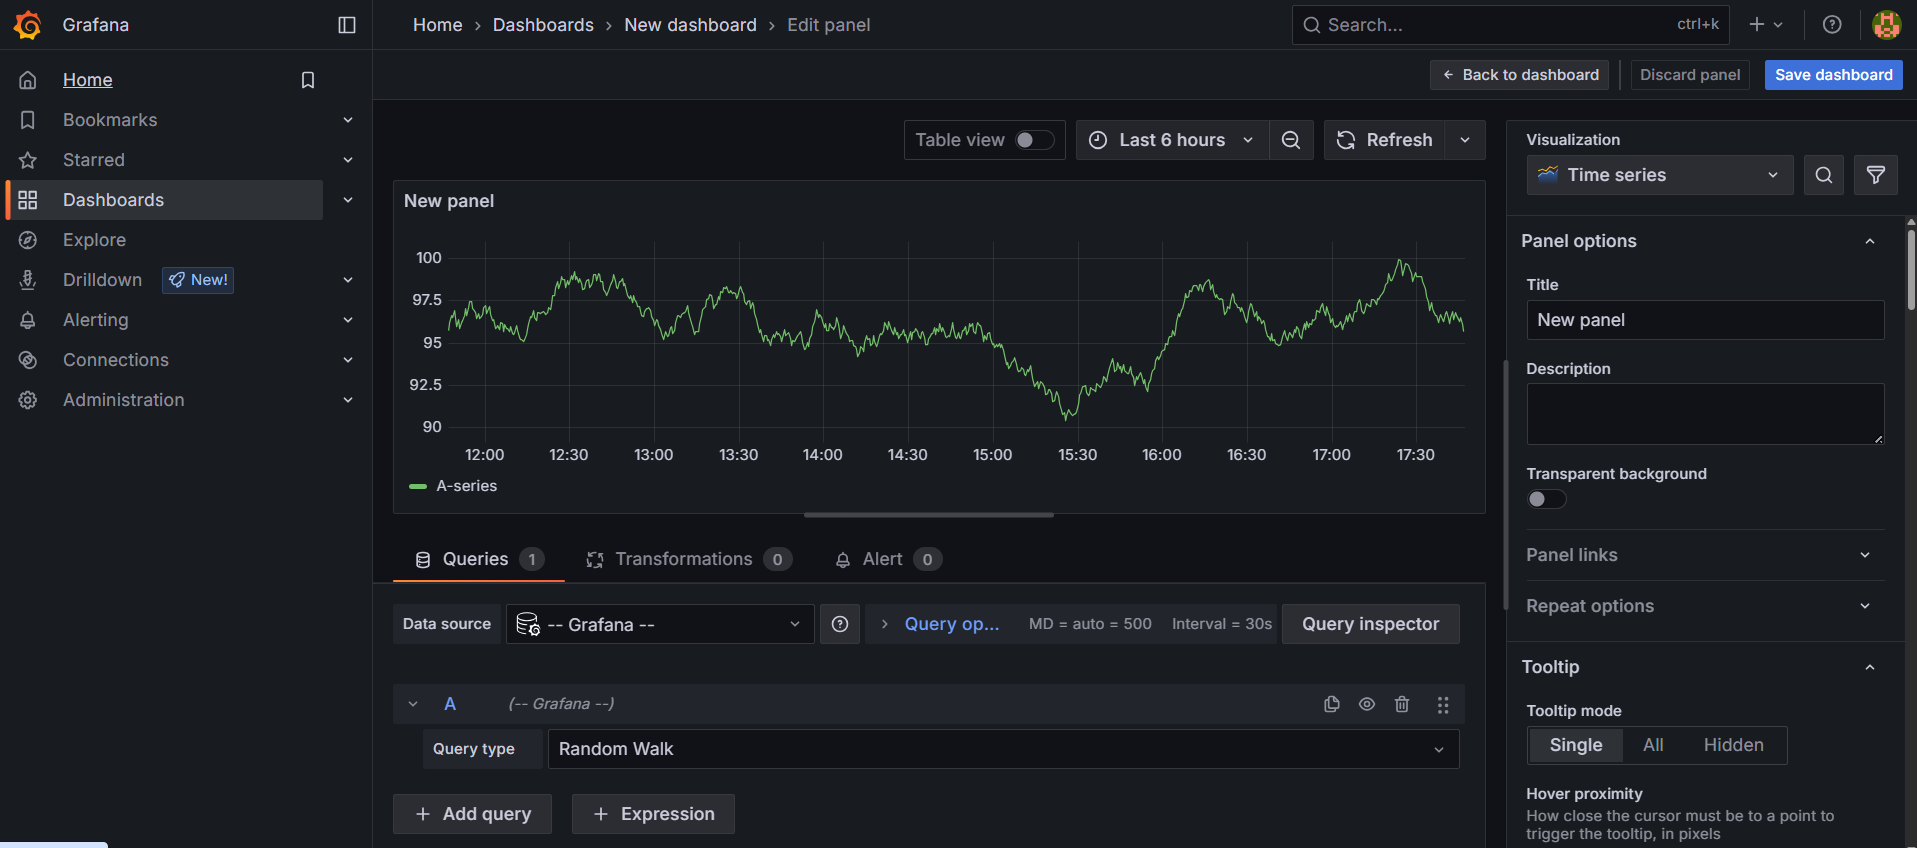 Grafana
Home › Dashboards › New dashboard › Edit panel
Search... ctrl+k
Home
Bookmarks
Starred
Dashboards
Explore
Drilldown New!
Alerting
Connections
Administration
← Back to dashboard
Discard panel
Save dashboard
Table view
Last 6 hours
Refresh
New panel
100
97.5
95
92.5
90
12:00 12:30 13:00 13:30 14:00 14:30 15:00 15:30 16:00 16:30 17:00 17:30
A-series
Queries 1
Transformations 0
Alert 0
Data source
-- Grafana --
Query op...
MD = auto = 500
Interval = 30s
Query inspector
A (-- Grafana --)
Query type
Random Walk
+ Add query
+ Expression
Visualization
Time series
Panel options
Title
New panel
Description
Transparent background
Panel links
Repeat options
Tooltip
Tooltip mode
Single All Hidden
Hover proximity
How close the cursor must be to a point to
trigger the tooltip, in pixels